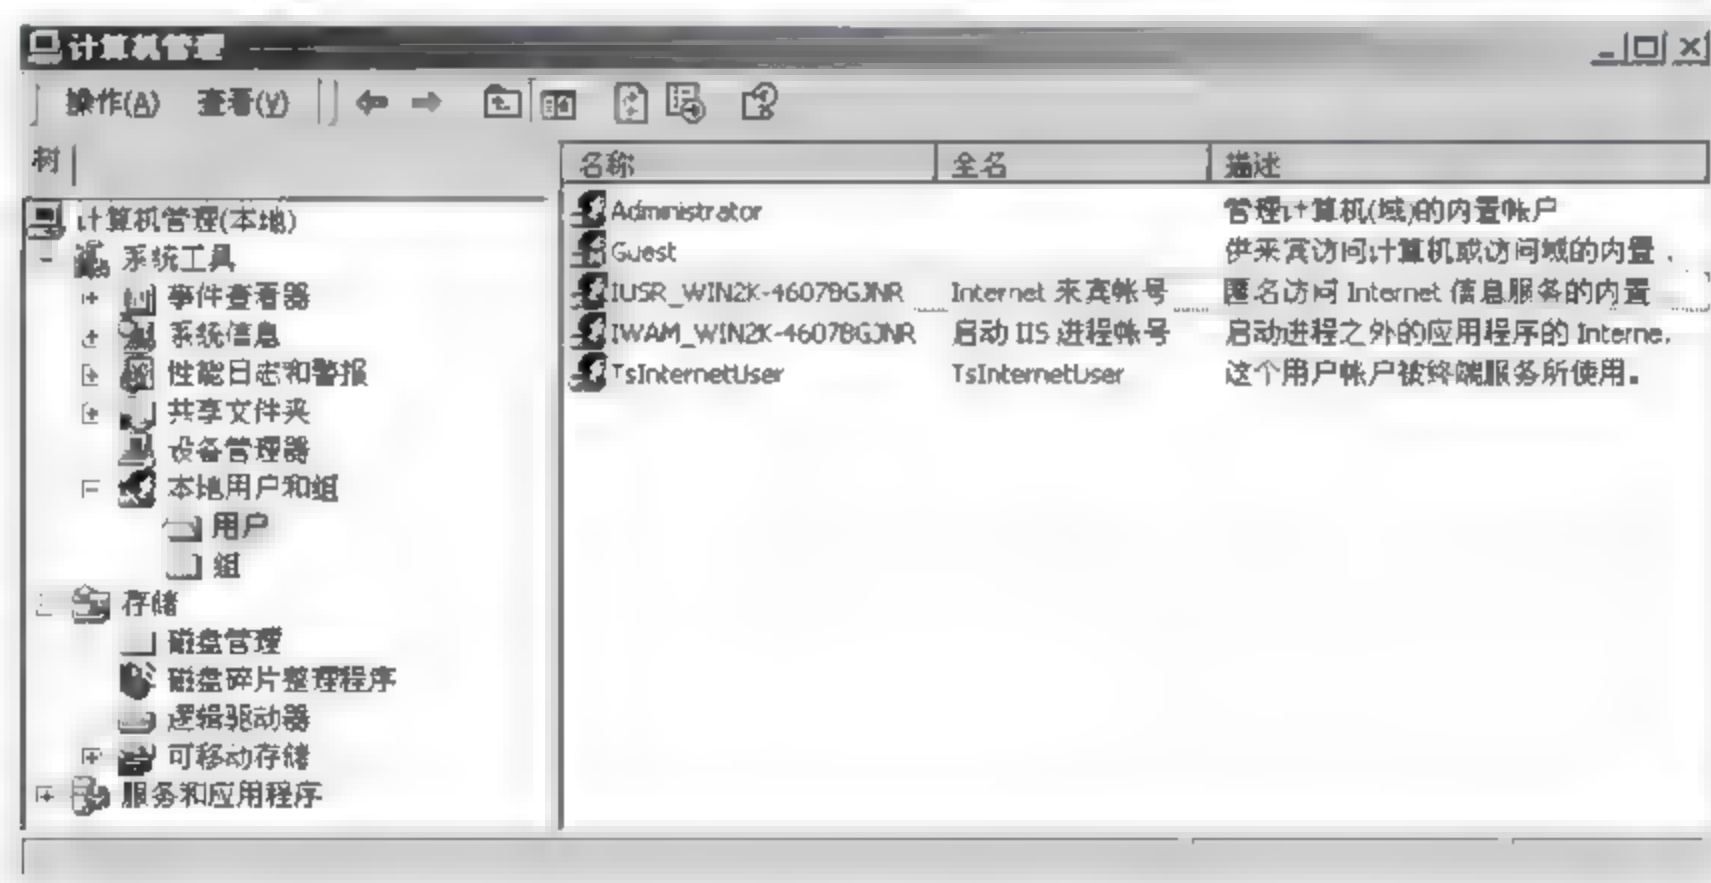 计算机管理
操作(A) 查看(V)
树
名称 全名 描述
计算机管理(本地)
系统工具
事件查看器
系统信息
性能日志和警报
共享文件夹
设备管理器
本地用户和组
用户
组
存储
磁盘管理
磁盘碎片整理程序
逻辑驱动器
可移动存储
服务和应用程序
Administrator 管理计算机(域)的内置帐户
Guest 供来宾访问计算机或访问域的内置
IUSR_WIN2K-4607BGJNR Internet 来宾帐号 匿名访问 Internet 信息服务的内置
IWAM_WIN2K-4607BGJNR 启动 IIS 进程帐号 启动进程之外的应用程序的 Interne.
TsInternetUser TsInternetUser 这个用户帐户被终端服务所使用。